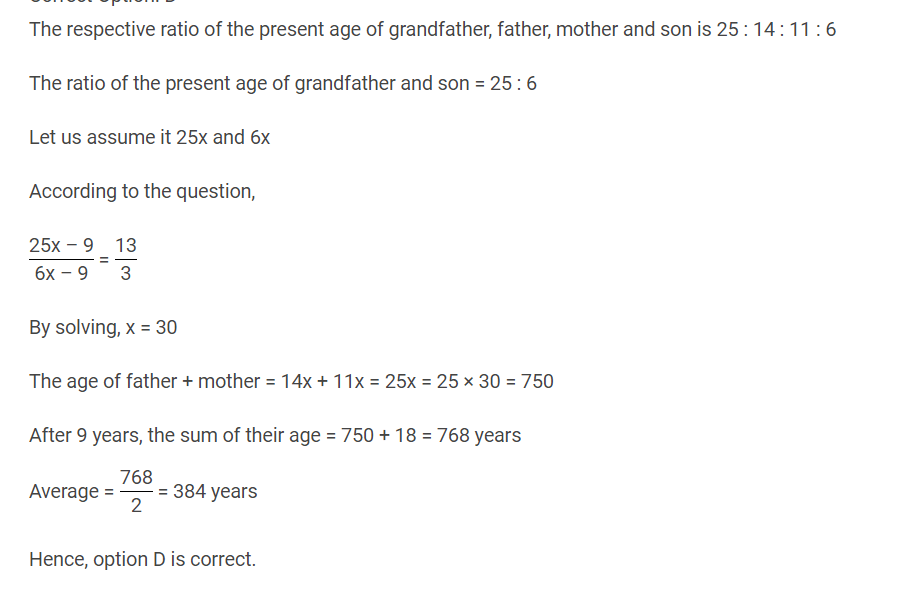 The respective ratio of the present age of grandfather, father, mother and son is 25 : 14 : 11 : 6
The ratio of the present age of grandfather and son = 25 : 6
Let us assume it 25x and 6x
According to the question,
25x − 9 / 6x − 9 = 13 / 3
By solving, x = 30
The age of father + mother = 14x + 11x = 25x = 25 × 30 = 750
After 9 years, the sum of their age = 750 + 18 = 768 years
Average = 768 / 2 = 384 years
Hence, option D is correct.